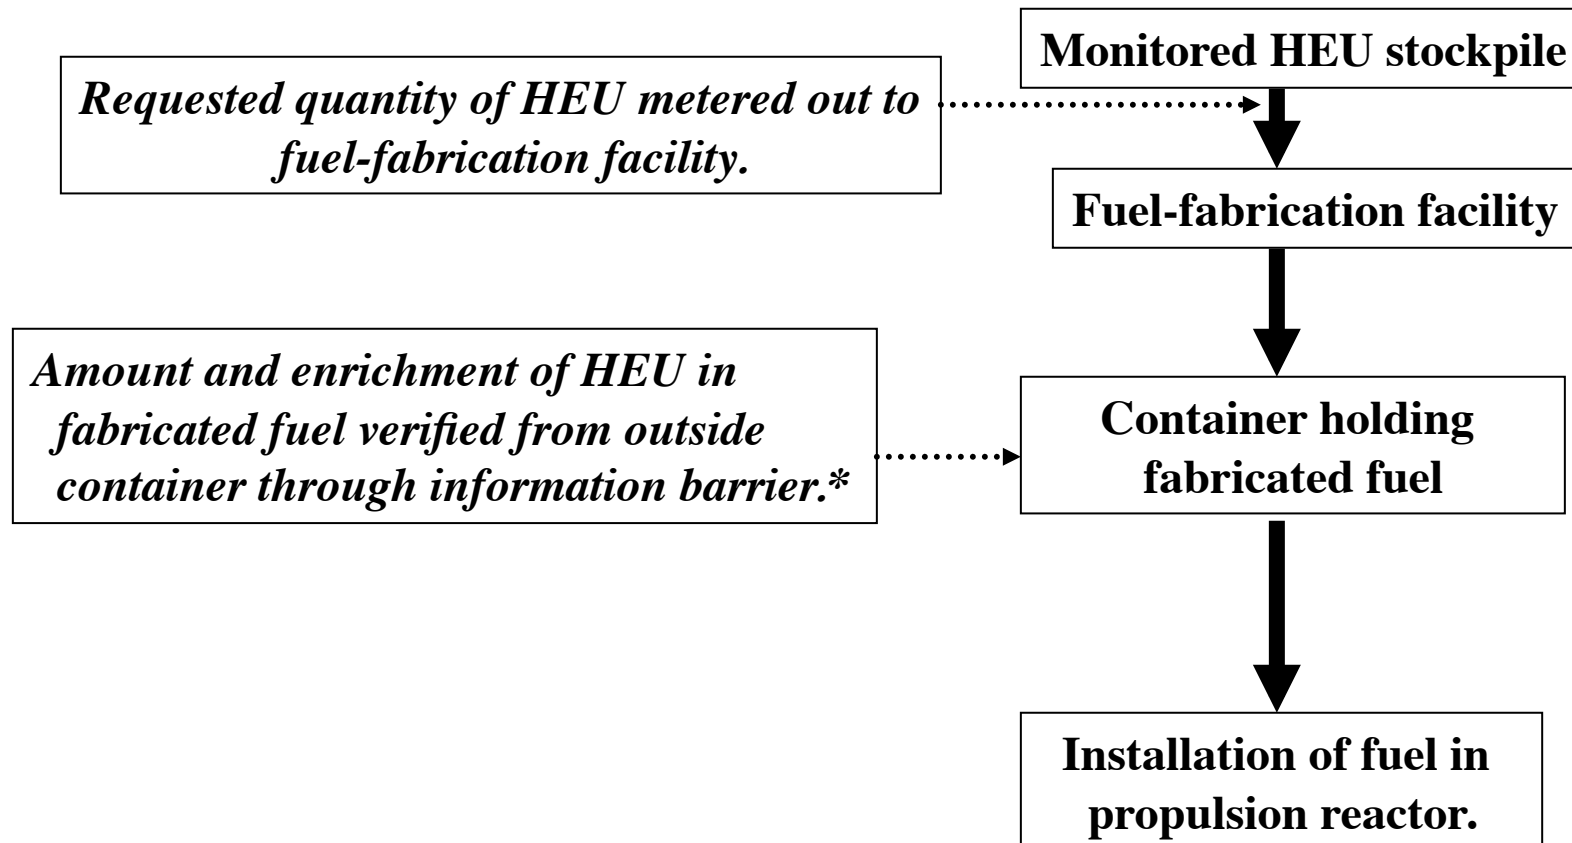 Monitored HEU stockpile
Requested quantity of HEU metered out to
fuel-fabrication facility.
Fuel-fabrication facility
Amount and enrichment of HEU in
fabricated fuel verified from outside
container through information barrier.*
Container holding
fabricated fuel
Installation of fuel in
propulsion reactor.